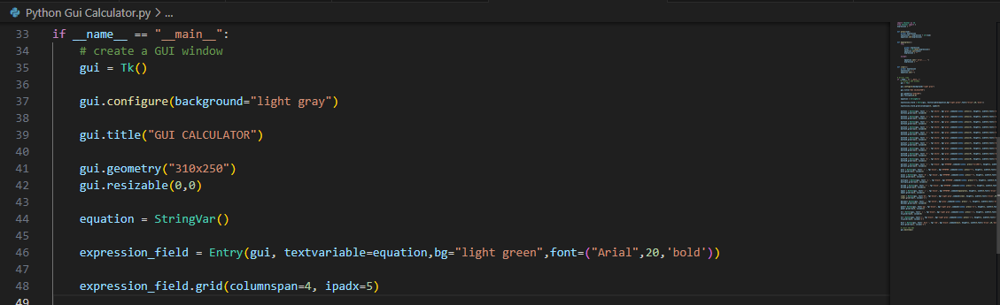 Python Gui Calculator.py > ...
33 if __name__ == "__main__":
34 # create a GUI window
35 gui = Tk()
36
37 gui.configure(background="light gray")
38
39 gui.title("GUI CALCULATOR")
40
41 gui.geometry("310x250")
42 gui.resizable(0,0)
43
44 equation = StringVar()
45
46 expression_field = Entry(gui, textvariable=equation,bg="light green",font=("Arial",20,'bold'))
47
48 expression_field.grid(columnspan=4, ipadx=5)
49